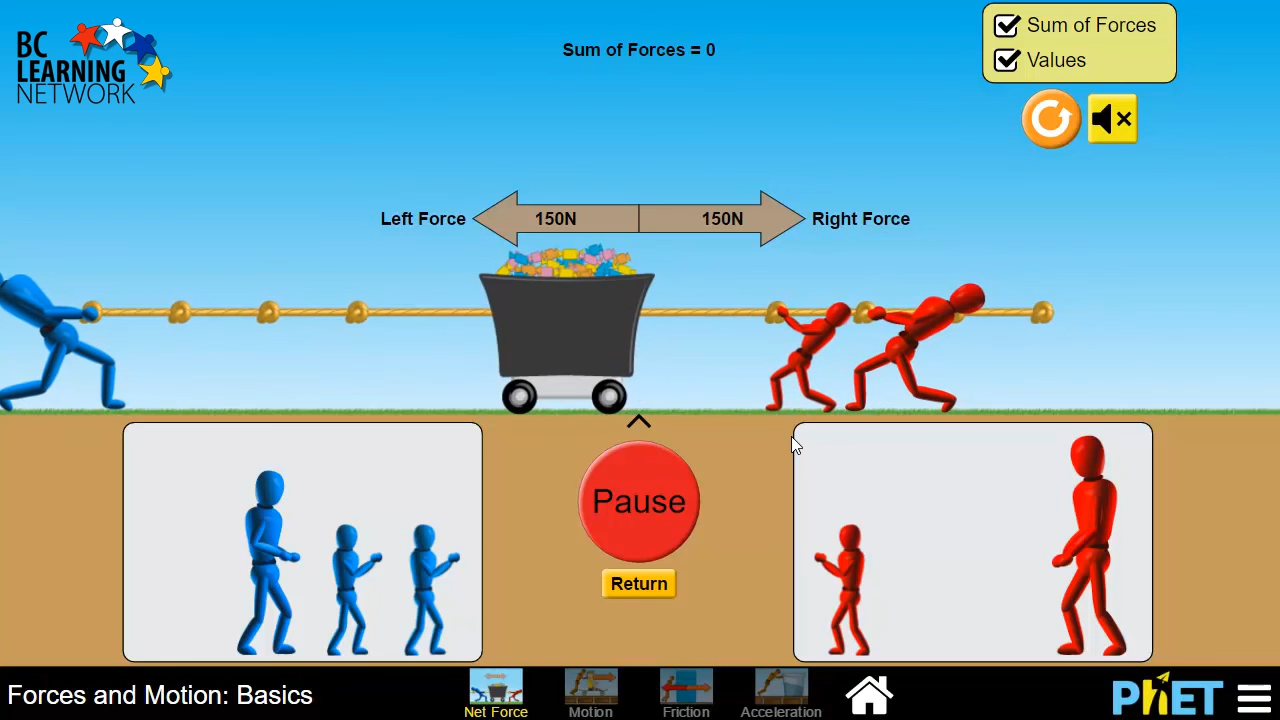 BC
LEARNING
NETWORK
Sum of Forces = 0
Sum of Forces
Values
Left Force
150N
150N
Right Force
Pause
Return
Forces and Motion: Basics
Net Force
Motion
Friction
Acceleration
PhET